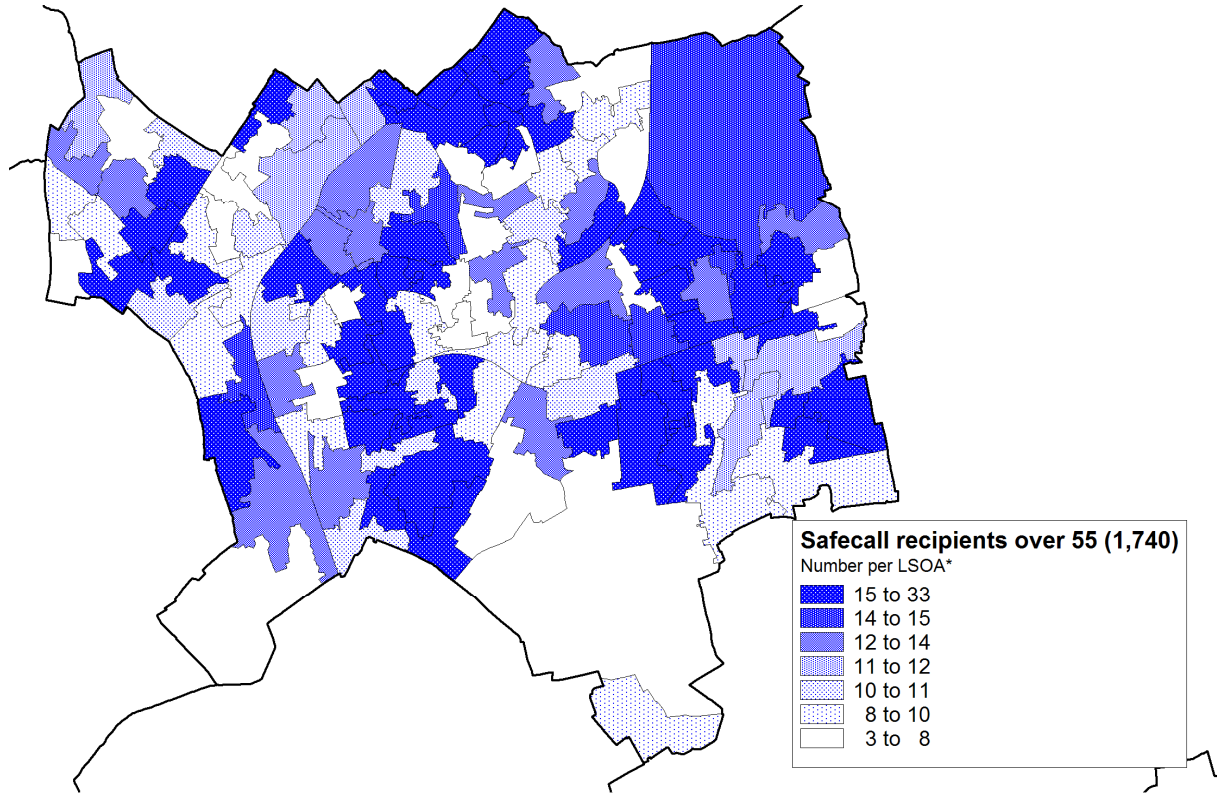 Safecall recipients over 55 (1,740)
Number per LSOA*
15 to 33
14 to 15
12 to 14
11 to 12
10 to 11
8 to 10
3 to 8